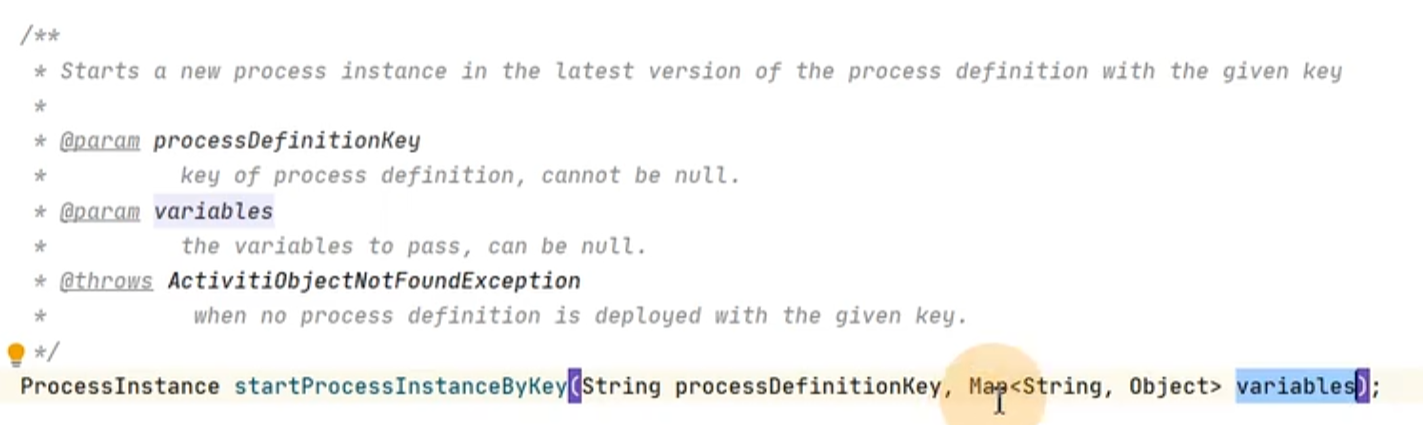 /**
* Starts a new process instance in the latest version of the process definition with the given key
*
* @param processDefinitionKey
* key of process definition, cannot be null.
* @param variables
* the variables to pass, can be null.
* @throws ActivitiObjectNotFoundException
* when no process definition is deployed with the given key.
*/
ProcessInstance startProcessInstanceByKey(String processDefinitionKey, Map<String, Object> variables);